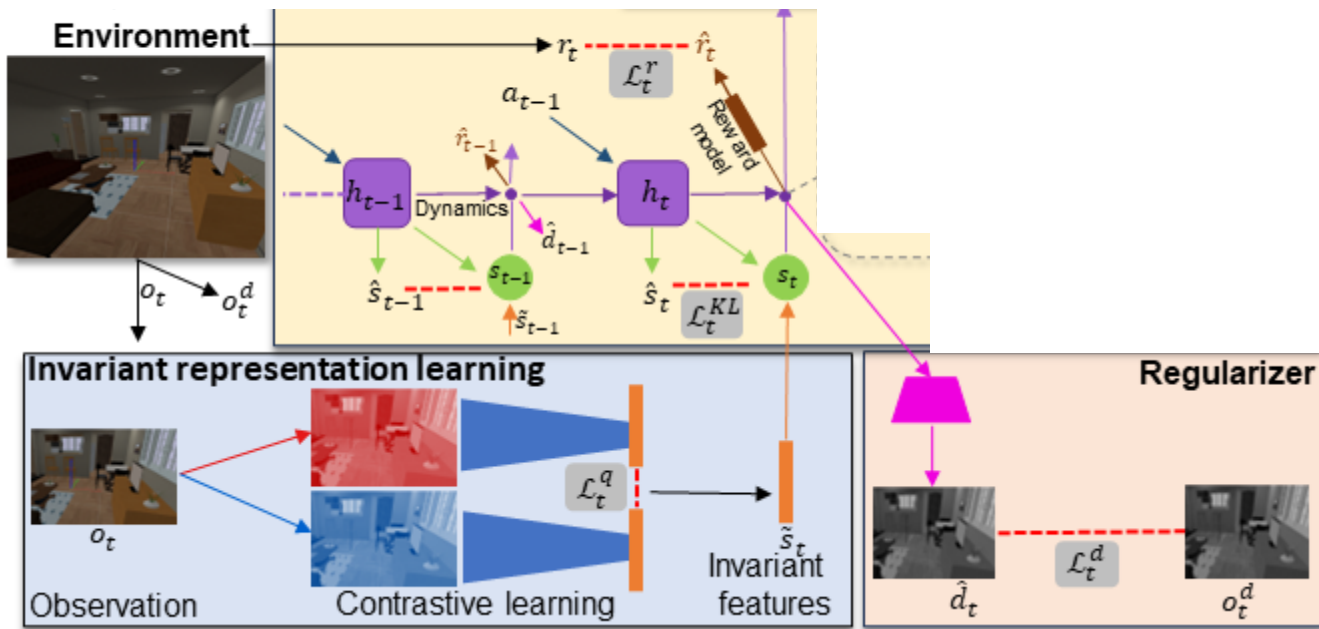 Environment
r_t
r̂_t
ℒ_t^r
a_{t-1}
Reward model
r̂_{t-1}
h_{t-1}
Dynamics
h_t
d̂_{t-1}
ŝ_{t-1}
s_{t-1}
ŝ_t
s_t
ℒ_t^{KL}
s̃_{t-1}
o_t
o_t^d
Invariant representation learning
Regularizer
ℒ_t^q
o_t
s̃_t
ℒ_t^d
d̂_t
o_t^d
Observation
Contrastive learning
Invariant
features